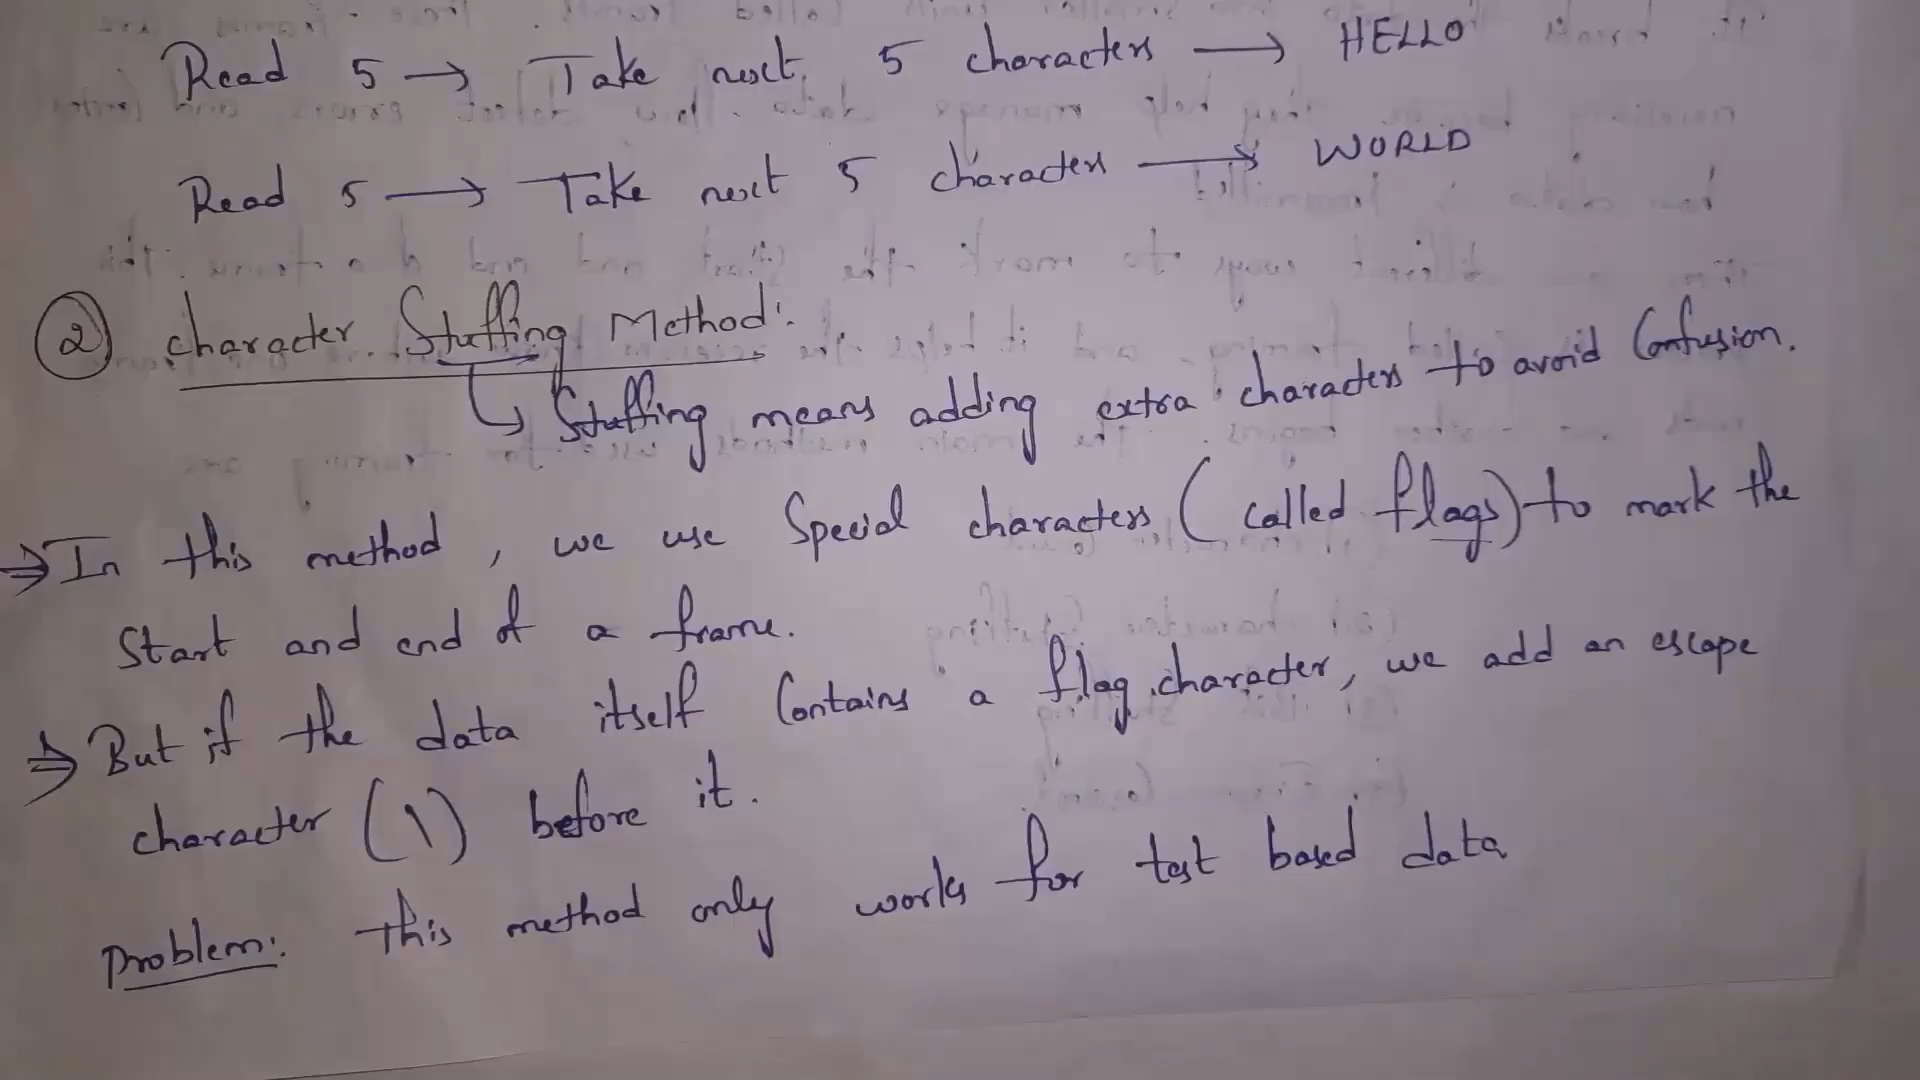 Read 5 → Take next 5 characters → HELLO
Read 5 → Take next 5 characters → WORLD
② character Stuffing Method:
↳ Stuffing means adding extra characters to avoid Confusion.
⇒ In this method, we use Special characters (called flags) to mark the
Start and end of a frame.
⇒ But if the data itself Contains a flag character, we add an escape
character (\) before it.
Problem: this method only works for text based data